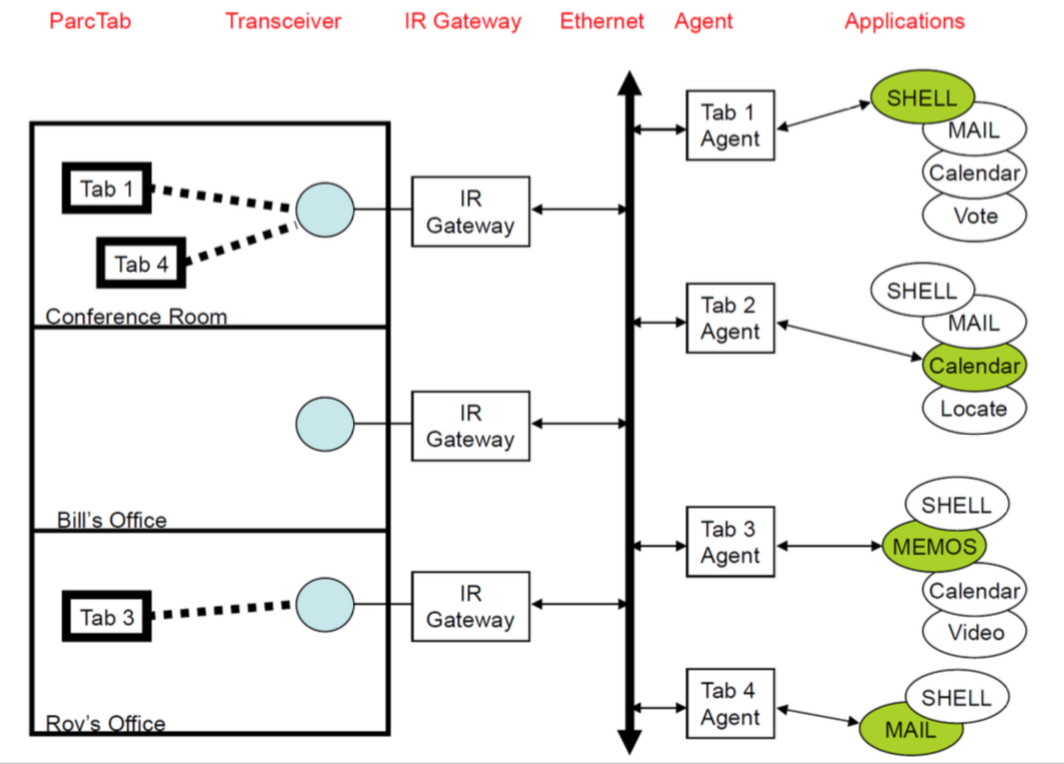 ParcTab
Transceiver
IR Gateway
Ethernet
Agent
Applications
Tab 1
Tab 4
Conference Room
Bill's Office
Tab 3
Roy's Office
IR
Gateway
IR
Gateway
IR
Gateway
Tab 1
Agent
SHELL
MAIL
Calendar
Vote
Tab 2
Agent
SHELL
MAIL
Calendar
Locate
Tab 3
Agent
SHELL
MEMOS
Calendar
Video
Tab 4
Agent
SHELL
MAIL